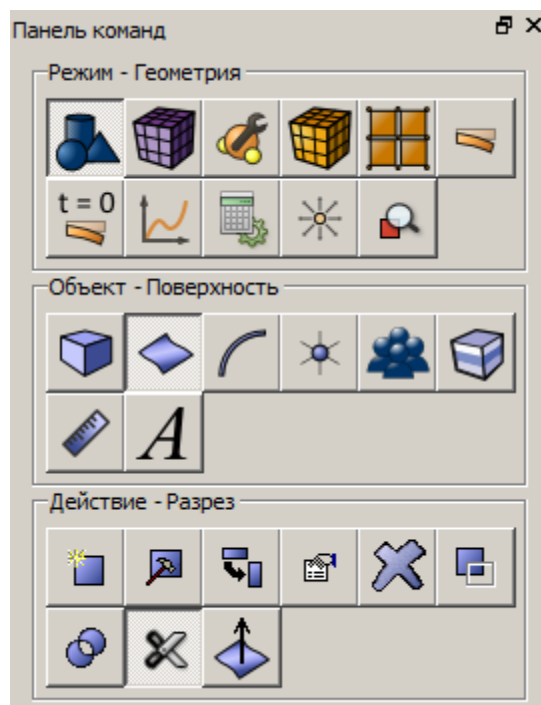 Панель команд
Режим - Геометрия
t = 0
Объект - Поверхность
A
Действие - Разрез